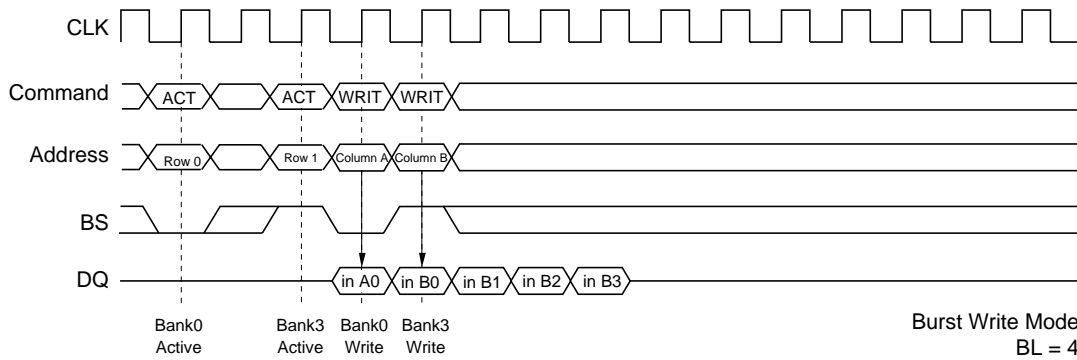 CLK
Command ACT ACT WRIT WRIT
Address Row 0 Row 1 Column A Column B
BS
DQ in A0 in B0 in B1 in B2 in B3
Bank0 Bank3 Bank0 Bank3
Active Active Write Write
Burst Write Mode
BL = 4